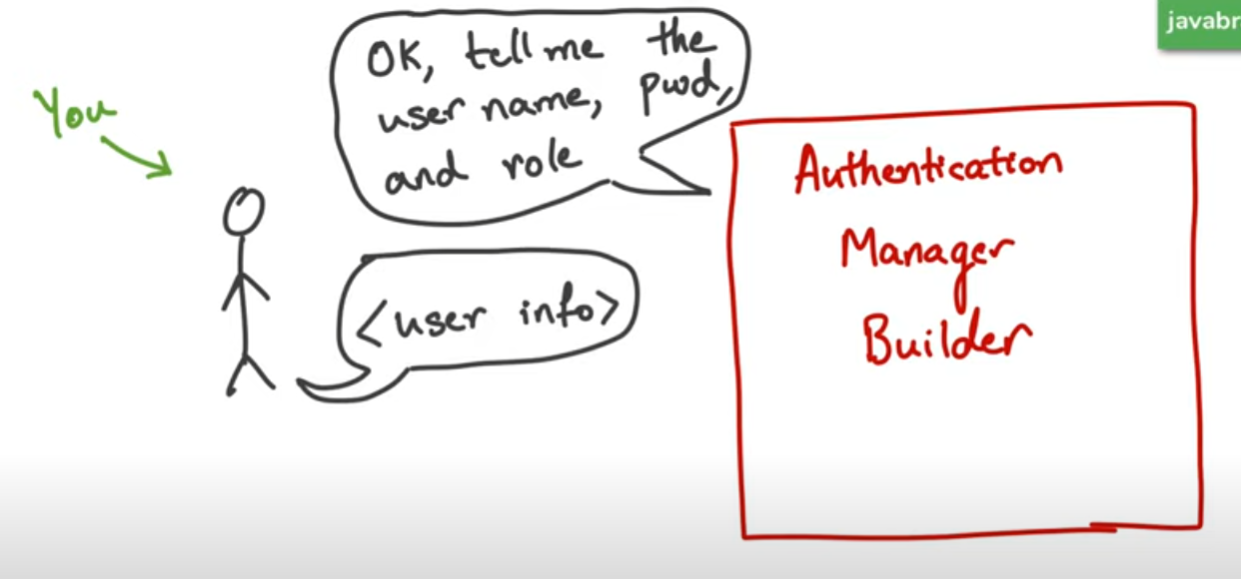 javabr
You
OK, tell me the
user name, pwd,
and role
<user info>
Authentication
Manager
Builder